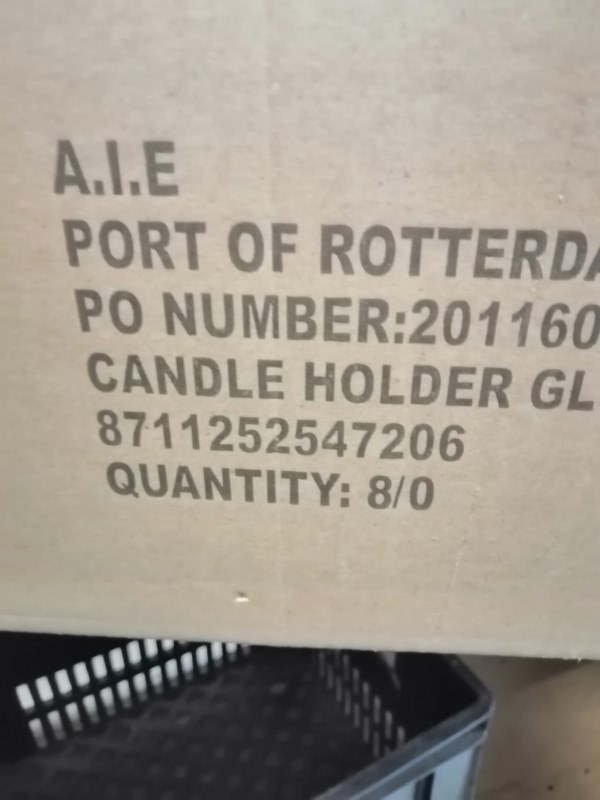 A.I.E
PORT OF ROTTERDA
PO NUMBER:201160
CANDLE HOLDER GL
8711252547206
QUANTITY: 8/0